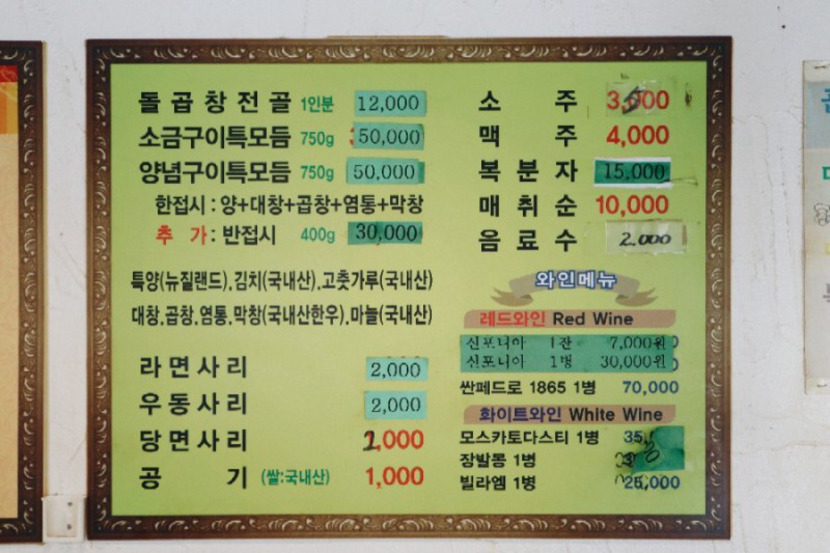 돌곱창전골 1인분 12,000
소금구이특모듬 750g 50,000
양념구이특모듬 750g 50,000
한접시:양+대창+곱창+염통+막창
추 가:반접시 400g 30,000
특양(뉴질랜드),김치(국내산),고춧가루(국내산)
대창,곱창,염통,막창(국내산한우),마늘(국내산)
라면사리 2,000
우동사리 2,000
당면사리 2,000
공 기 (쌀:국내산) 1,000
소 주
맥 주 4,000
복 분 자 15,000
매 취 순 10,000
음 료 수 2.000
와인메뉴
레드와인 Red Wine
신포니아 1잔 7,000원
신포니아 1병 30,000원
싼페드로 1865 1병 70,000
화이트와인 White Wine
모스카토다스티 1병
장발몽 1병
빌라엠 1병